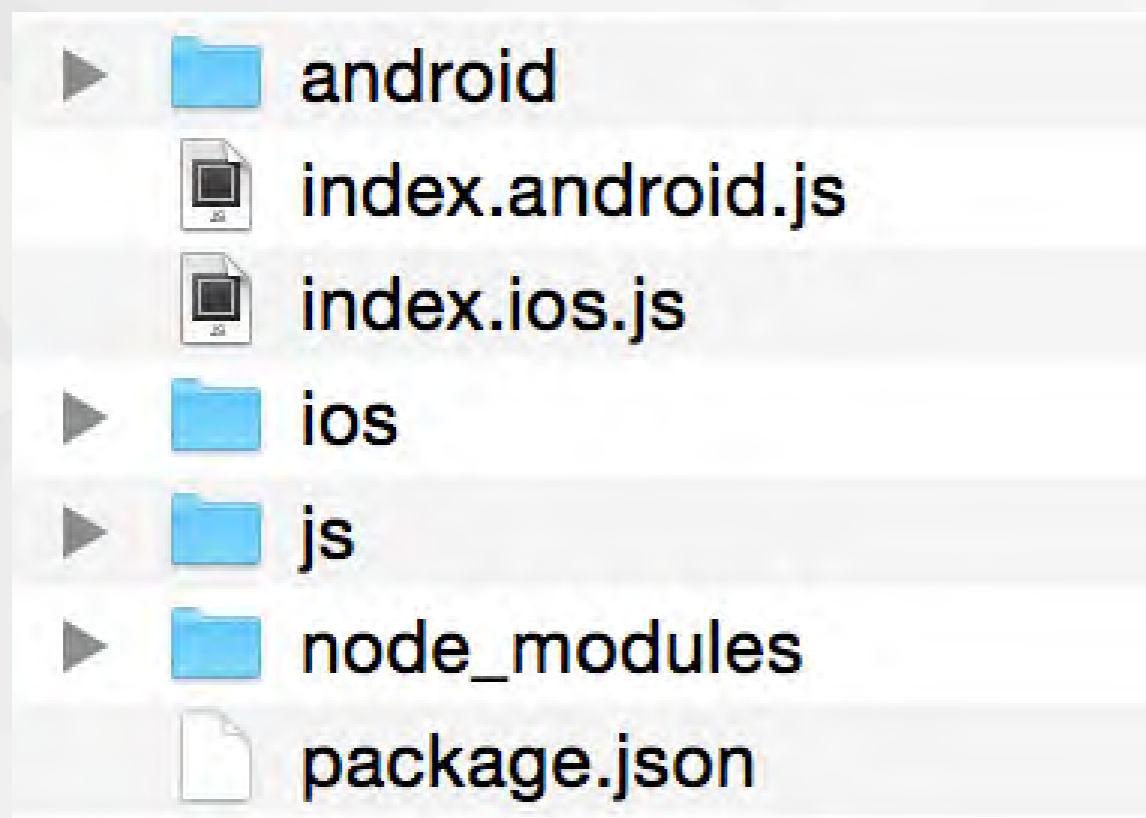 android
index.android.js
index.ios.js
ios
js
node_modules
package.json